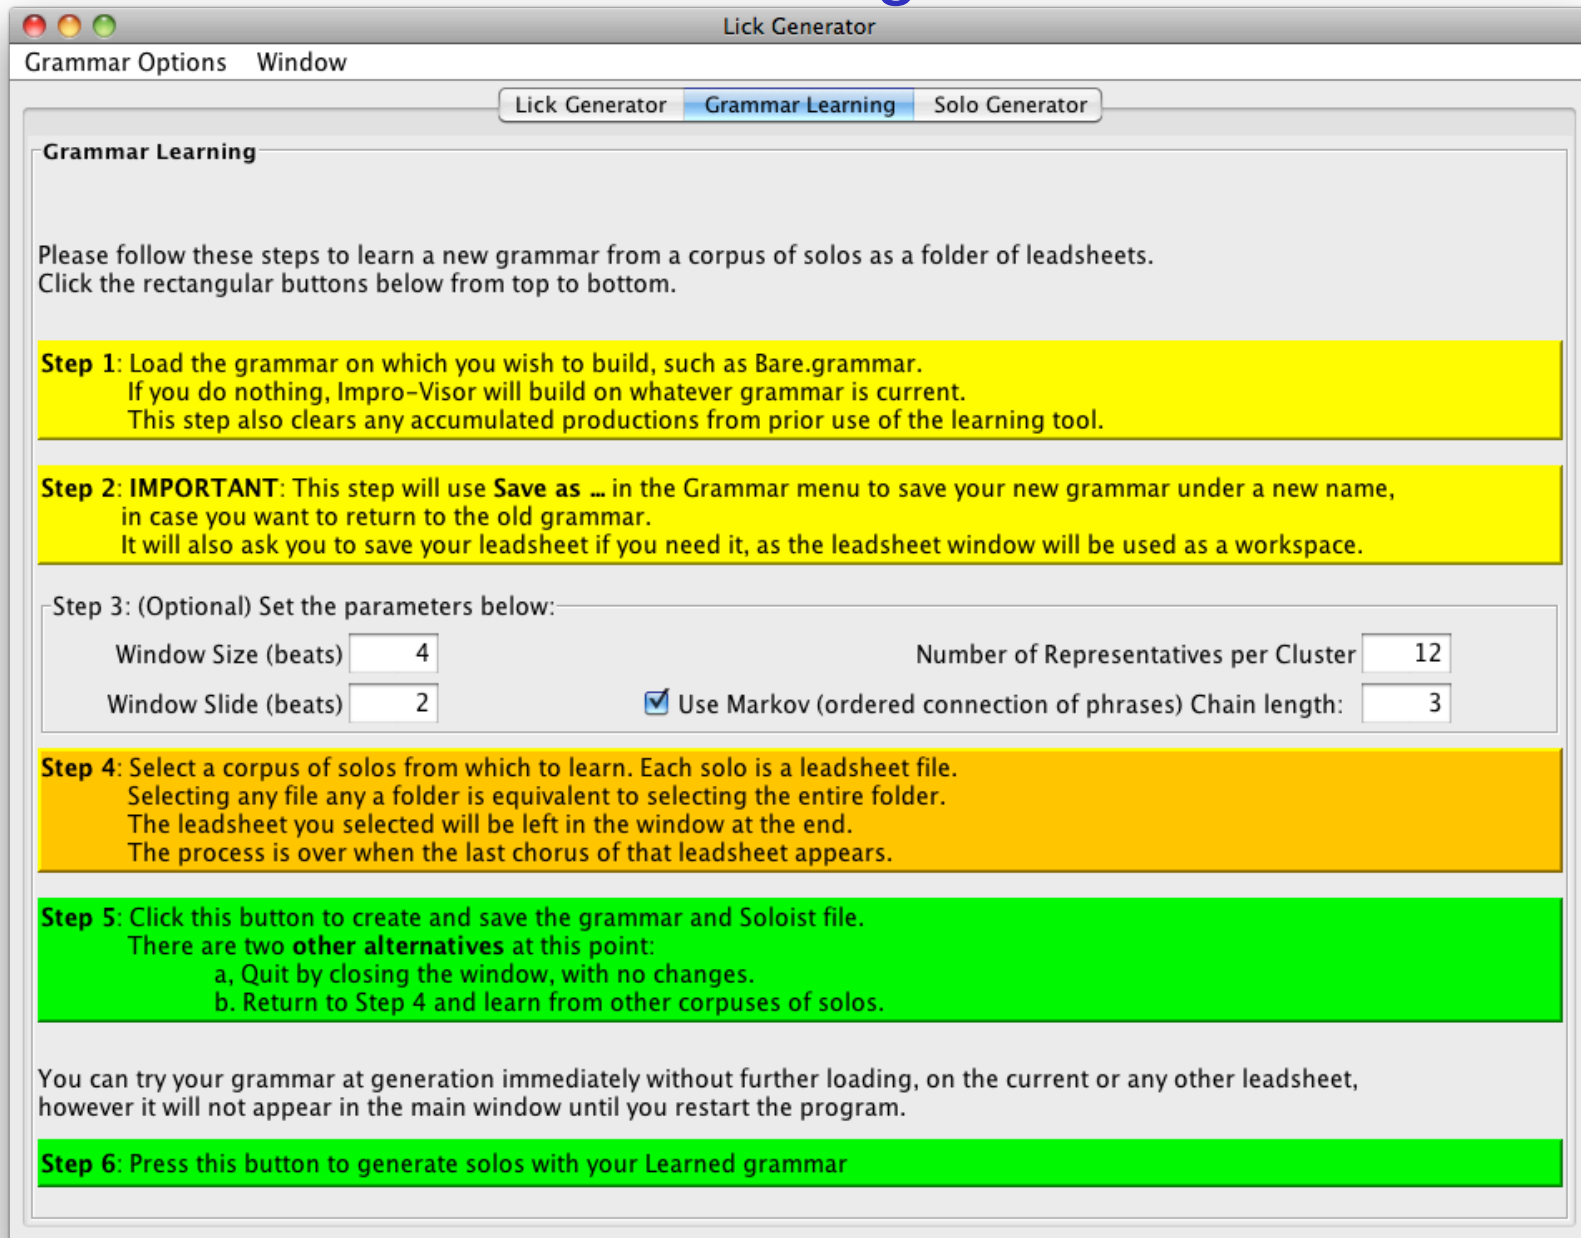 Lick Generator
Grammar Options Window
Lick Generator Grammar Learning Solo Generator
Grammar Learning
Please follow these steps to learn a new grammar from a corpus of solos as a folder of leadsheets.
Click the rectangular buttons below from top to bottom.
Step 1: Load the grammar on which you wish to build, such as Bare.grammar.
If you do nothing, Impro-Visor will build on whatever grammar is current.
This step also clears any accumulated productions from prior use of the learning tool.
Step 2: IMPORTANT: This step will use Save as ... in the Grammar menu to save your new grammar under a new name,
in case you want to return to the old grammar.
It will also ask you to save your leadsheet if you need it, as the leadsheet window will be used as a workspace.
Step 3: (Optional) Set the parameters below:
Window Size (beats) 4 Number of Representatives per Cluster 12
Window Slide (beats) 2 Use Markov (ordered connection of phrases) Chain length: 3
Step 4: Select a corpus of solos from which to learn. Each solo is a leadsheet file.
Selecting any file any a folder is equivalent to selecting the entire folder.
The leadsheet you selected will be left in the window at the end.
The process is over when the last chorus of that leadsheet appears.
Step 5: Click this button to create and save the grammar and Soloist file.
There are two other alternatives at this point:
a, Quit by closing the window, with no changes.
b. Return to Step 4 and learn from other corpuses of solos.
You can try your grammar at generation immediately without further loading, on the current or any other leadsheet,
however it will not appear in the main window until you restart the program.
Step 6: Press this button to generate solos with your Learned grammar